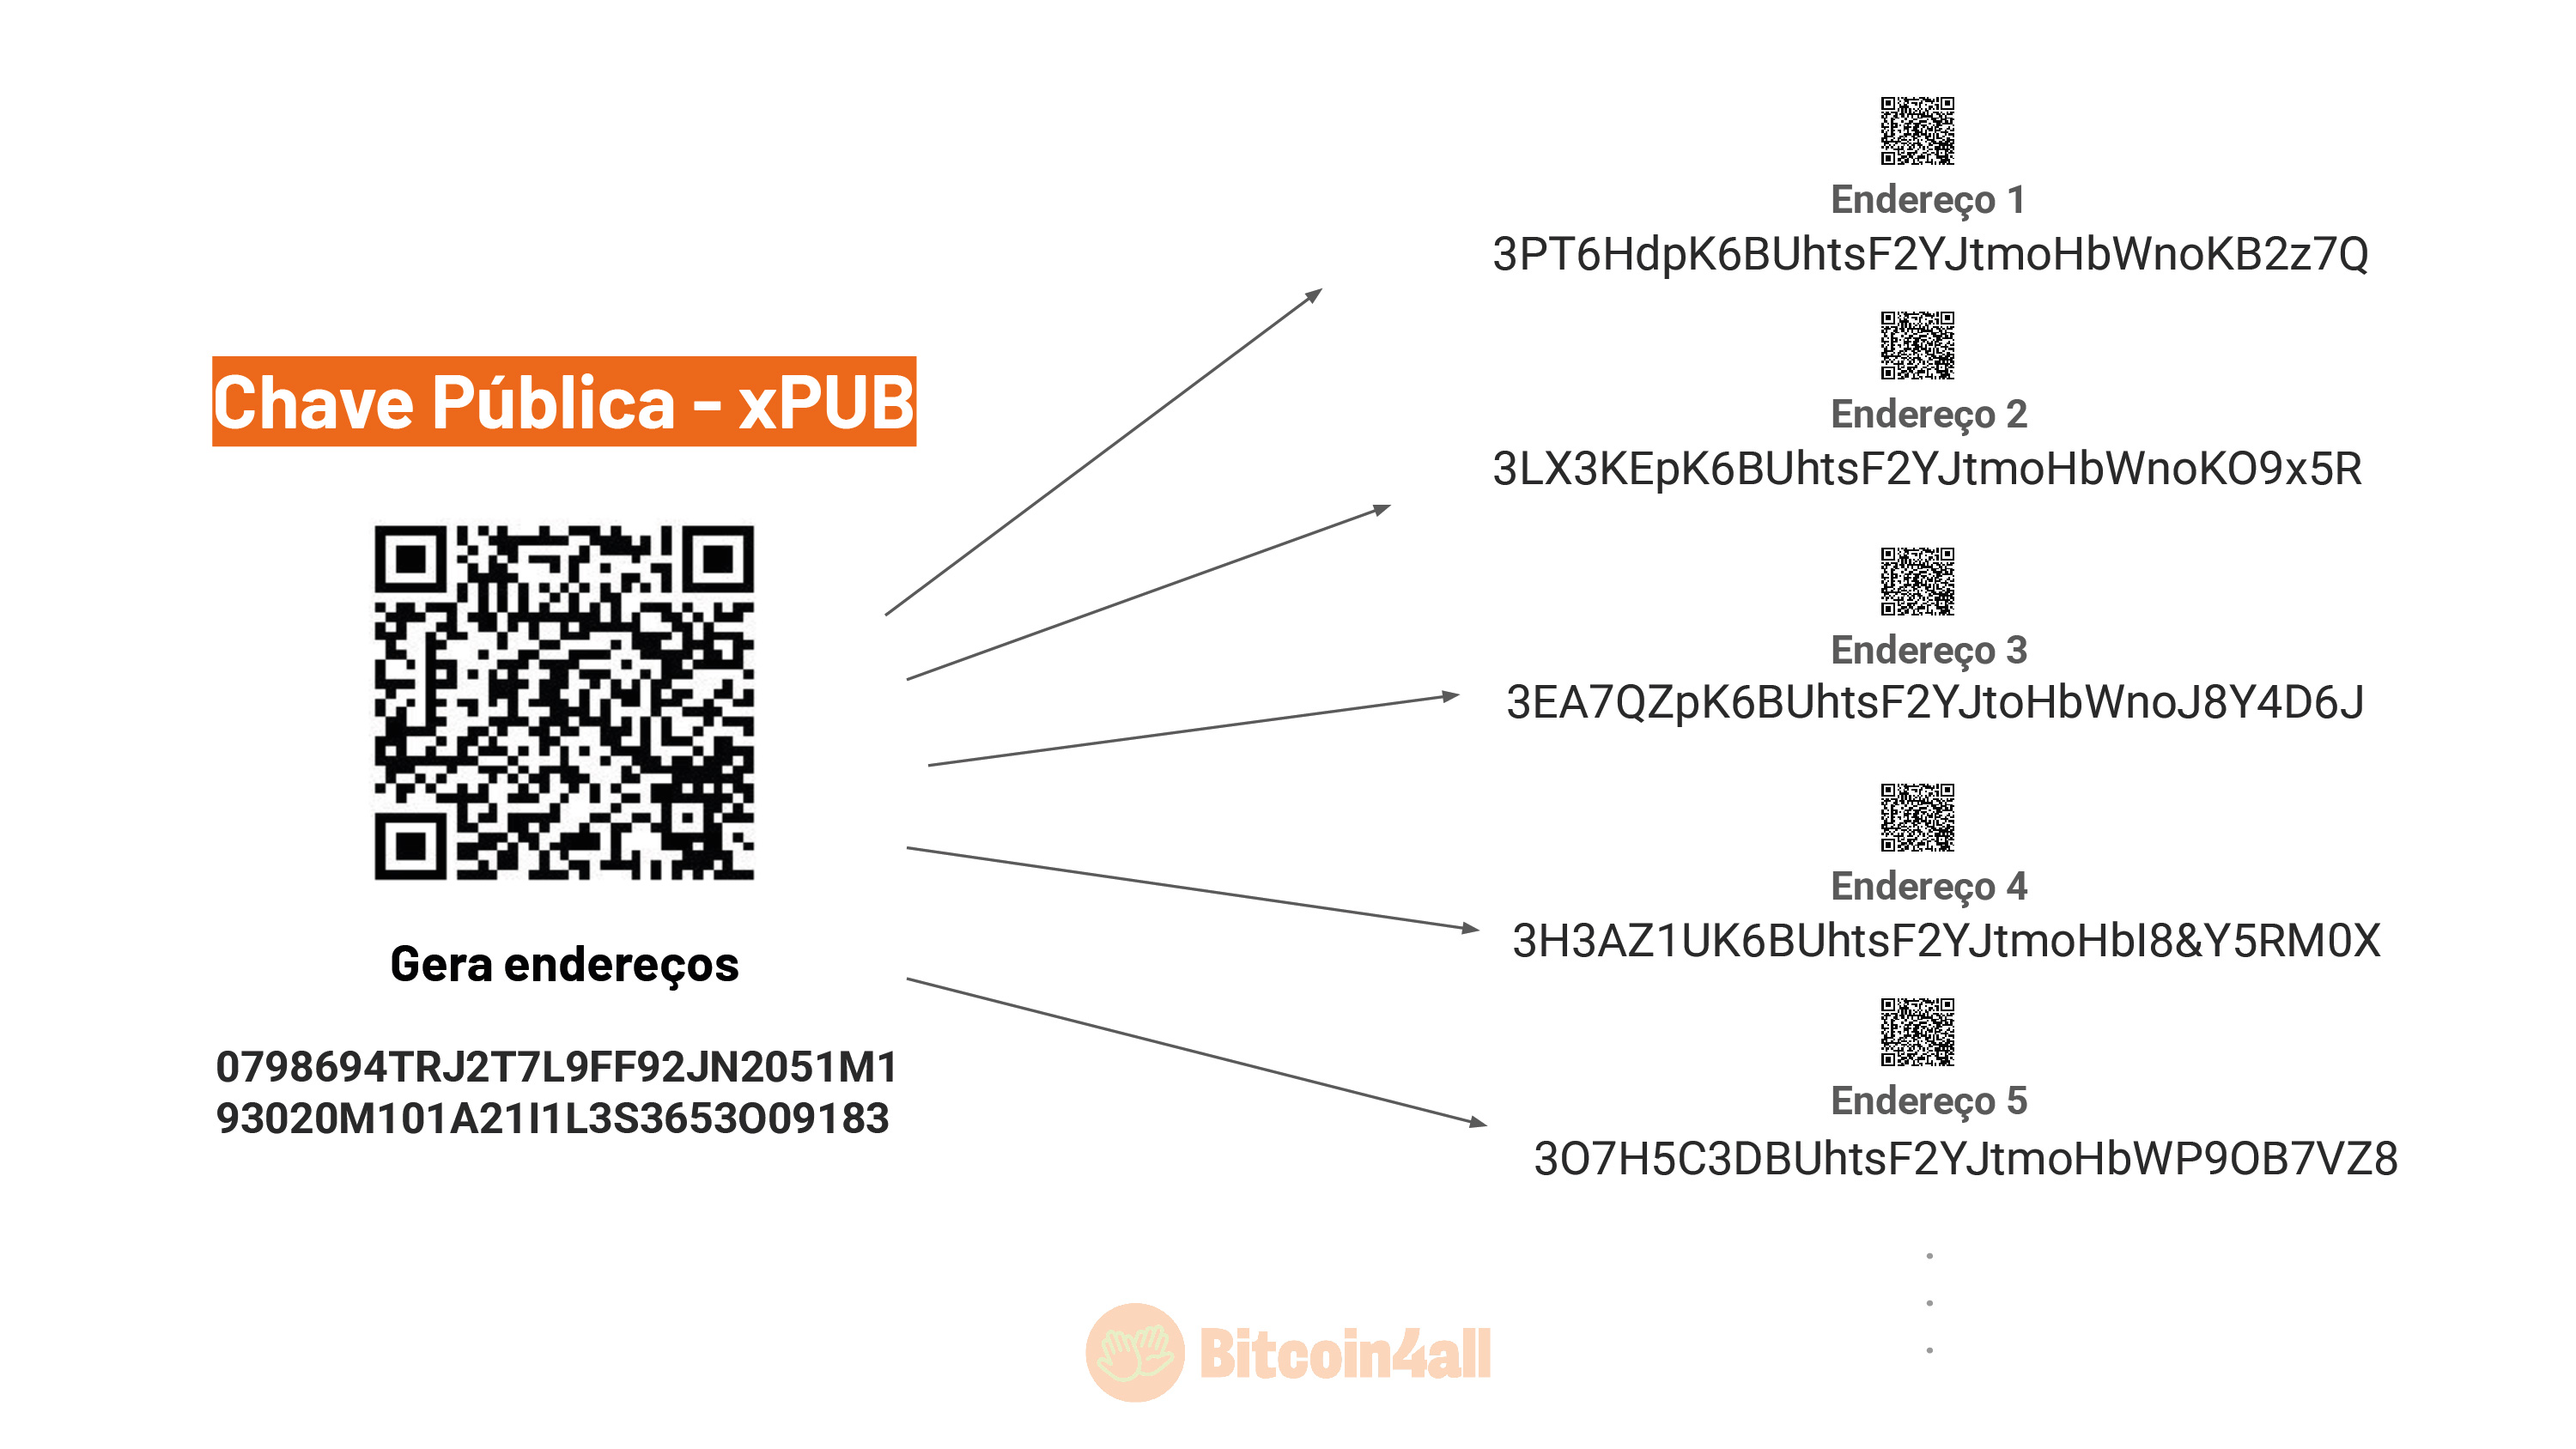 Chave Pública - xPUB
Gera endereços
0798694TRJ2T7L9FF92JN2051M1
93020M101A21I1L3S3653O09183
Endereço 1
3PT6HdpK6BUhtsF2YJtmoHbWnoKB2z7Q
Endereço 2
3LX3KEpK6BUhtsF2YJtmoHbWnoKO9x5R
Endereço 3
3EA7QZpK6BUhtsF2YJtoHbWnoJ8Y4D6J
Endereço 4
3H3AZ1UK6BUhtsF2YJtmoHbI8&Y5RM0X
Endereço 5
3O7H5C3DBUhtsF2YJtmoHbWP9OB7VZ8
Bitcoin4all